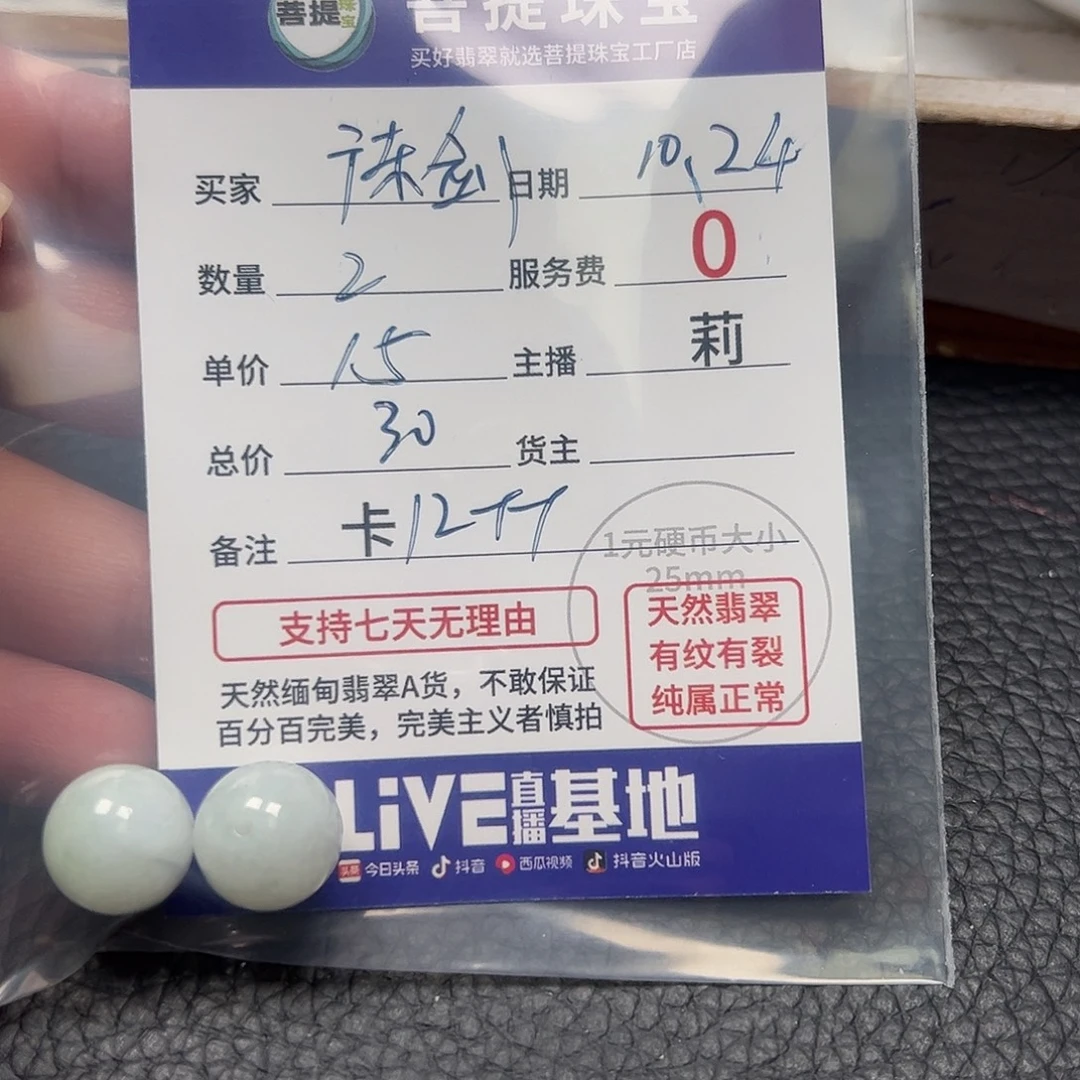 菩提珠宝
菩提珠宝
买好翡翠就选菩提珠宝工厂店
买家 日期 10,24
数量 2 服务费 0
单价 15 主播 莉
总价 30 货主
备注 卡12
1元硬币大小
25mm
支持七天无理由
天然翡翠
有纹有裂
纯属正常
天然缅甸翡翠A货，不敢保证
百分百完美，完美主义者慎拍
LiVE直播基地
头条 今日头条 抖音 西瓜视频 抖音火山版